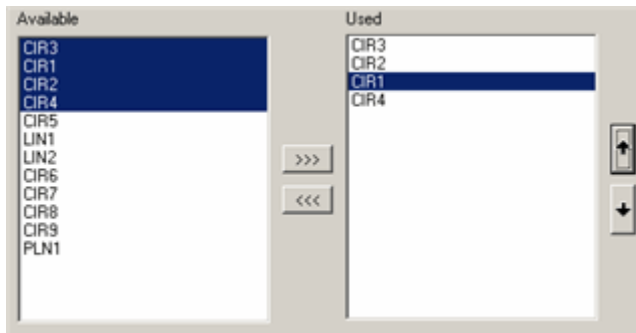 Available
CIR3
CIR1
CIR2
CIR4
CIR5
LIN1
LIN2
CIR6
CIR7
CIR8
CIR9
PLN1
>>>
<<<
Used
CIR3
CIR2
CIR1
CIR4